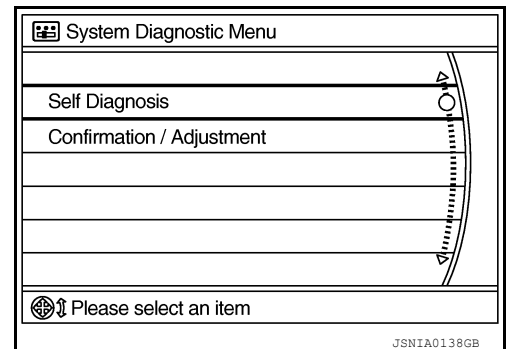 System Diagnostic Menu
Self Diagnosis
Confirmation / Adjustment
Please select an item
JSNIA0138GB